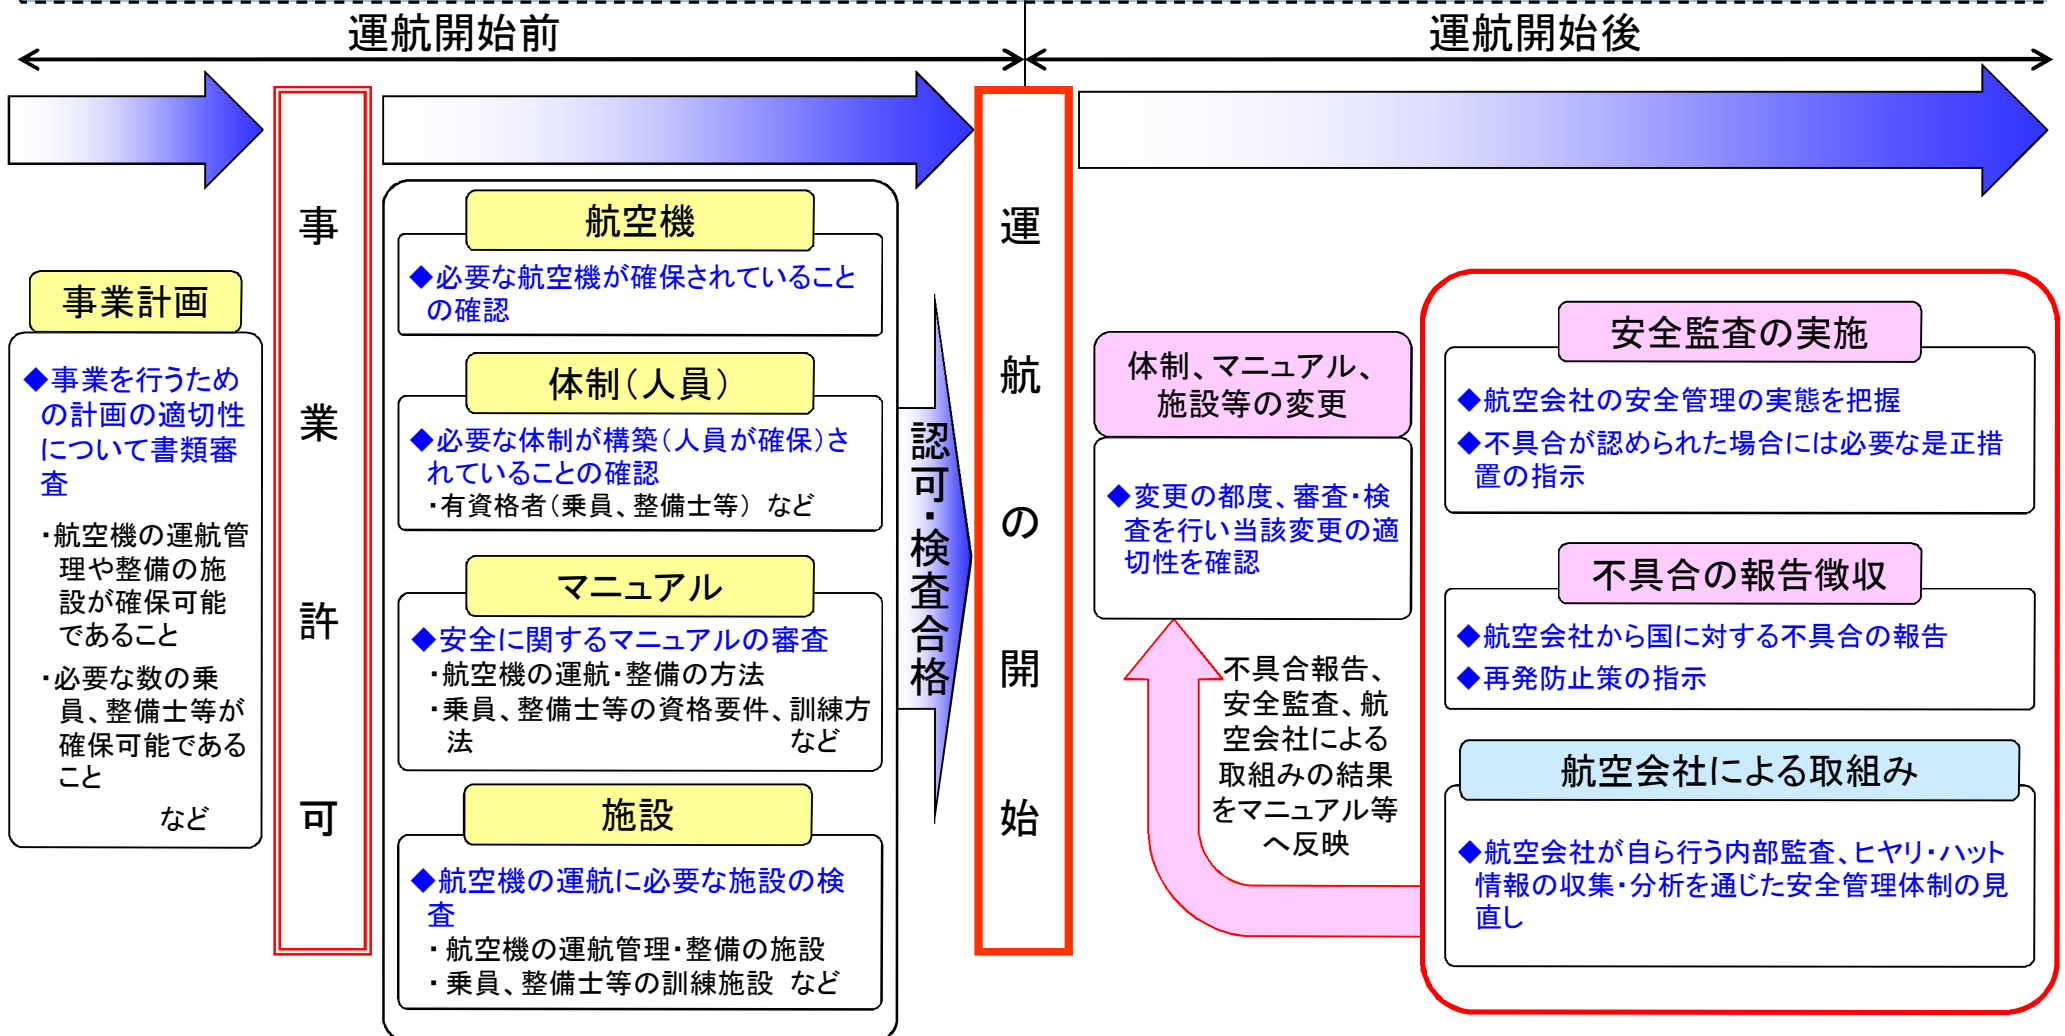 運航開始前
運航開始後
事業計画
◆事業を行うため
の計画の適切性
について書類審
査
・航空機の運航管
理や整備の施
設が確保可能
であること
・必要な数の乗
員、整備士等が
確保可能である
こと
など
事業許可
航空機
◆必要な航空機が確保されていること
の確認
体制(人員)
◆必要な体制が構築(人員が確保)さ
れていることの確認
・有資格者(乗員、整備士等) など
マニュアル
◆安全に関するマニュアルの審査
・航空機の運航・整備の方法
・乗員、整備士等の資格要件、訓練方
法 など
施設
◆航空機の運航に必要な施設の検
査
・航空機の運航管理・整備の施設
・乗員、整備士等の訓練施設 など
認可・検査合格
運航の開始
体制、マニュアル、
施設等の変更
◆変更の都度、審査・検
査を行い当該変更の適
切性を確認
不具合報告、
安全監査、航
空会社による
取組みの結果
をマニュアル等
へ反映
安全監査の実施
◆航空会社の安全管理の実態を把握
◆不具合が認められた場合には必要な是正措
置の指示
不具合の報告徴収
◆航空会社から国に対する不具合の報告
◆再発防止策の指示
航空会社による取組み
◆航空会社が自ら行う内部監査、ヒヤリ・ハット
情報の収集・分析を通じた安全管理体制の見
直し